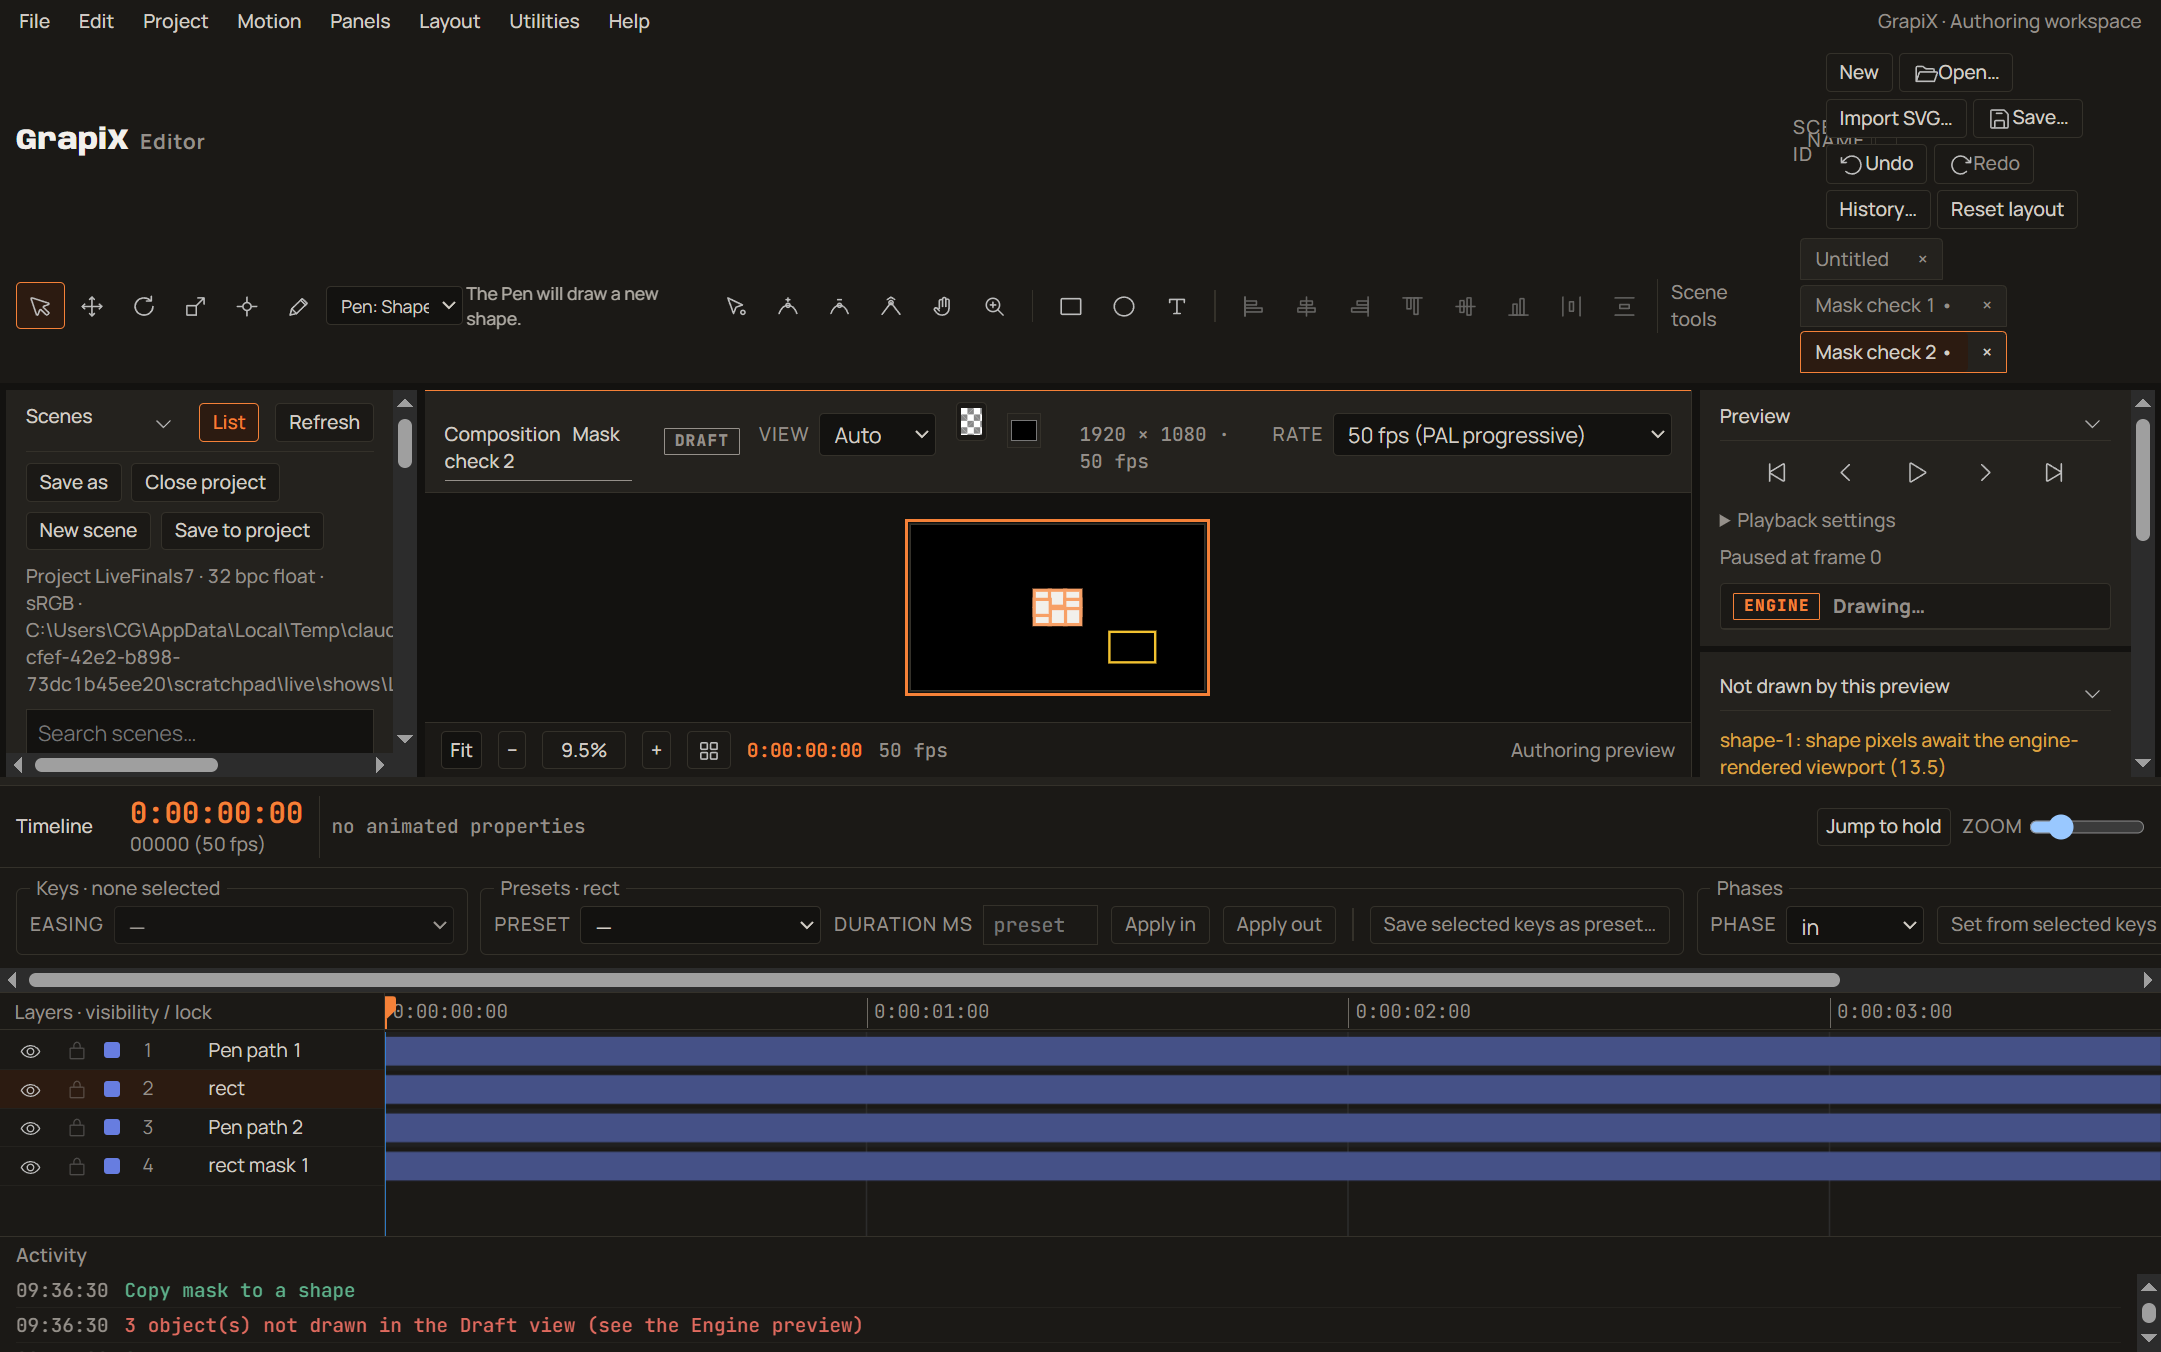 File Edit Project Motion Panels Layout Utilities Help
GrapiX · Authoring workspace
New Open...
Import SVG... Save...
GrapiX Editor
ID
Undo Redo
History... Reset layout
Untitled ×
Mask check 1 • ×
Mask check 2 • ×
Pen: Shape
The Pen will draw a new
shape.
Scene
tools
Scenes List Refresh
Save as Close project
New scene Save to project
Project LiveFinals7 · 32 bpc float ·
sRGB ·
C:\Users\CG\AppData\Local\Temp\claud
cfef-42e2-b898-
73dc1b45ee20\scratchpad\live\shows\L
Search scenes...
Composition Mask
check 2
DRAFT VIEW Auto
1920 × 1080 ·
50 fps
RATE 50 fps (PAL progressive)
Fit − 9.5% + 0:00:00:00 50 fps Authoring preview
Preview
Playback settings
Paused at frame 0
ENGINE Drawing...
Not drawn by this preview
shape-1: shape pixels await the engine-
rendered viewport (13.5)
Timeline 0:00:00:00
00000 (50 fps)
no animated properties
Jump to hold ZOOM
Keys · none selected
EASING —
Presets · rect
PRESET — DURATION MS preset Apply in Apply out Save selected keys as preset...
Phases
PHASE in Set from selected keys
Layers · visibility / lock 0:00:00:00 0:00:01:00 0:00:02:00 0:00:03:00
1 Pen path 1
2 rect
3 Pen path 2
4 rect mask 1
Activity
09:36:30 Copy mask to a shape
09:36:30 3 object(s) not drawn in the Draft view (see the Engine preview)